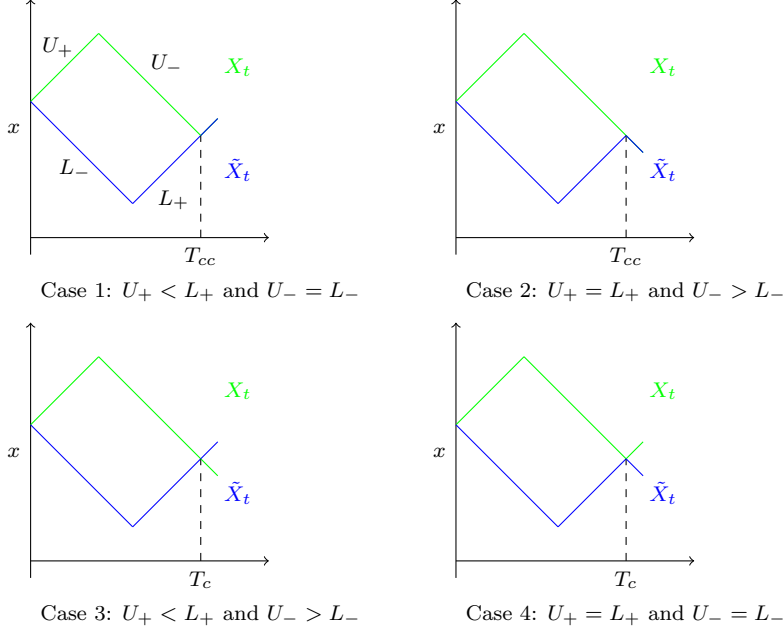 U₊
U₋
X_t
x
L₋
X̃_t
L₊
T_cc
Case 1: U₊ < L₊ and U₋ = L₋
X_t
x
X̃_t
T_cc
Case 2: U₊ = L₊ and U₋ > L₋
X_t
x
X̃_t
T_c
Case 3: U₊ < L₊ and U₋ > L₋
X_t
x
X̃_t
T_c
Case 4: U₊ = L₊ and U₋ = L₋